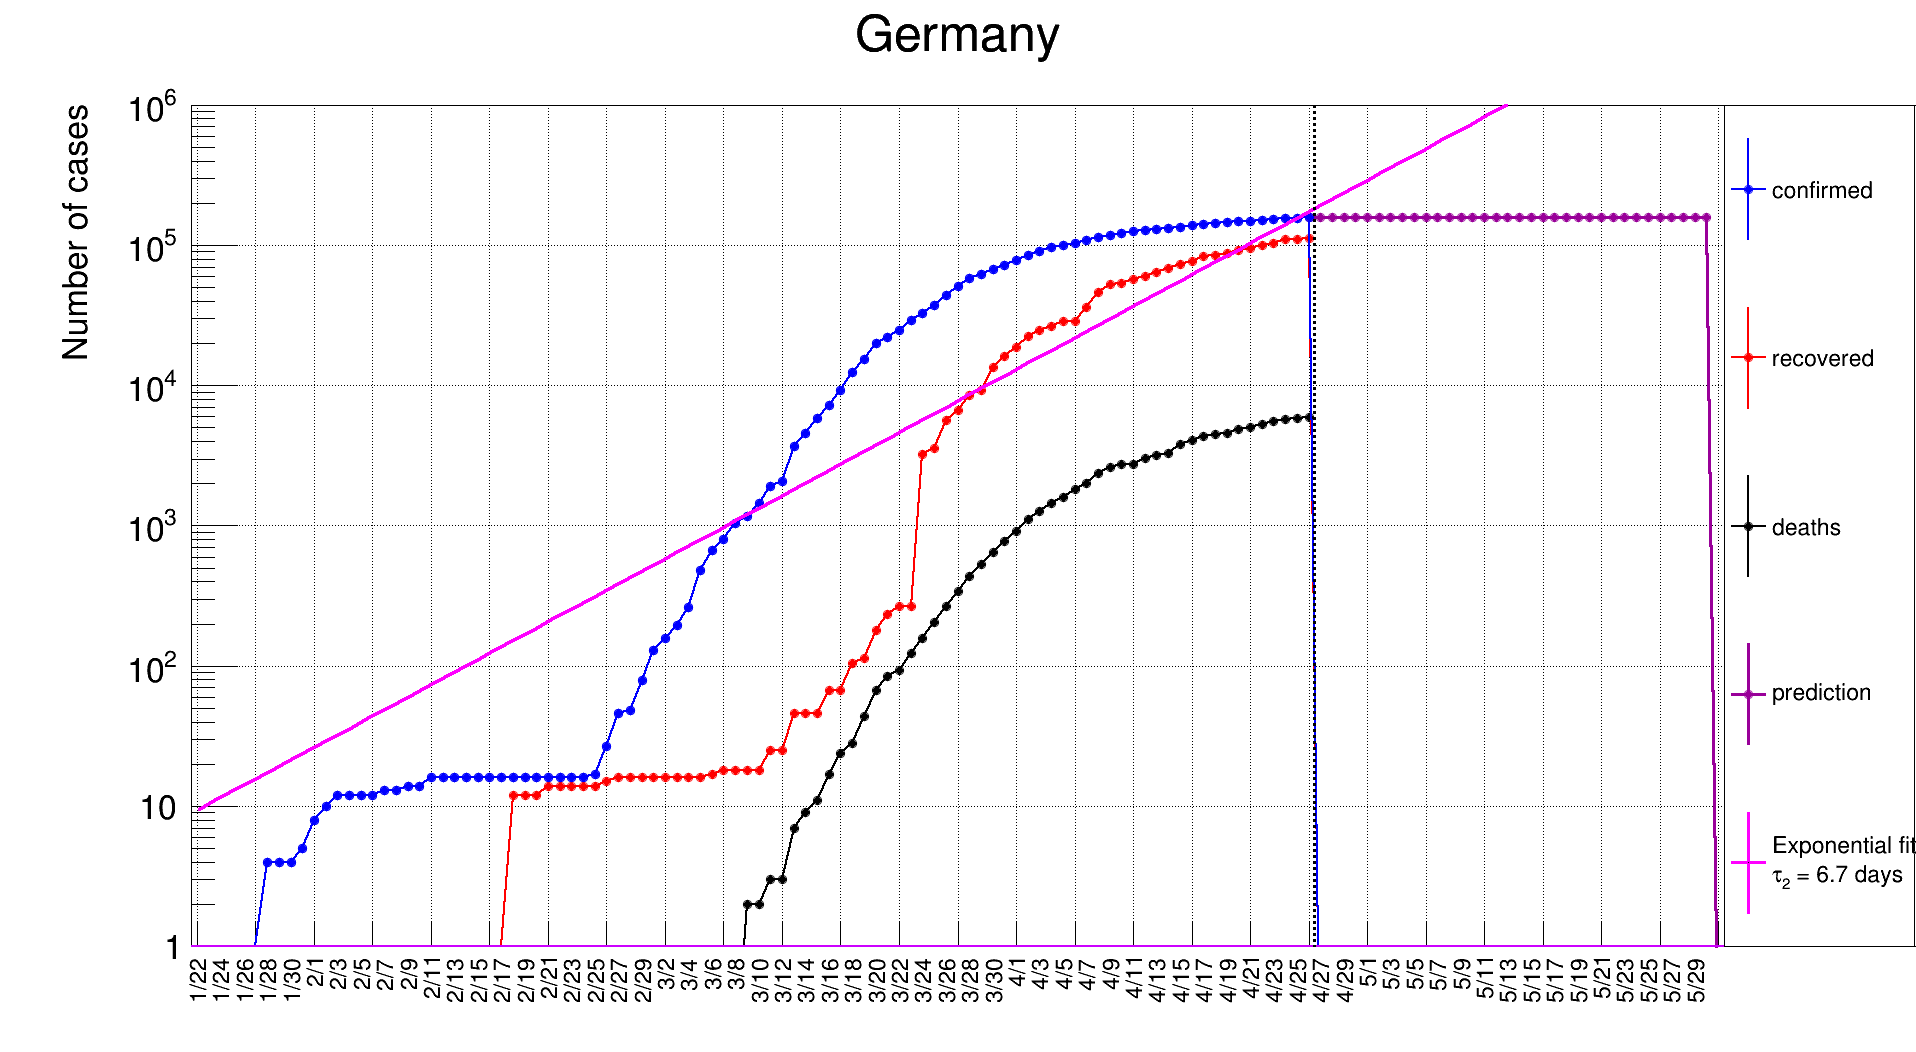 Germany
Number of cases
10^6
10^5
10^4
10^3
10^2
10
1
1/22 1/24 1/26 1/28 1/30 2/1 2/3 2/5 2/7 2/9 2/11 2/13 2/15 2/17 2/19 2/21 2/23 2/25 2/27 2/29 3/2 3/4 3/6 3/8 3/10 3/12 3/14 3/16 3/18 3/20 3/22 3/24 3/26 3/28 3/30 4/1 4/3 4/5 4/7 4/9 4/11 4/13 4/15 4/17 4/19 4/21 4/23 4/25 4/27 4/29 5/1 5/3 5/5 5/7 5/9 5/11 5/13 5/15 5/17 5/19 5/21 5/23 5/25 5/27 5/29
confirmed
recovered
deaths
prediction
Exponential fit
τ₂ = 6.7 days